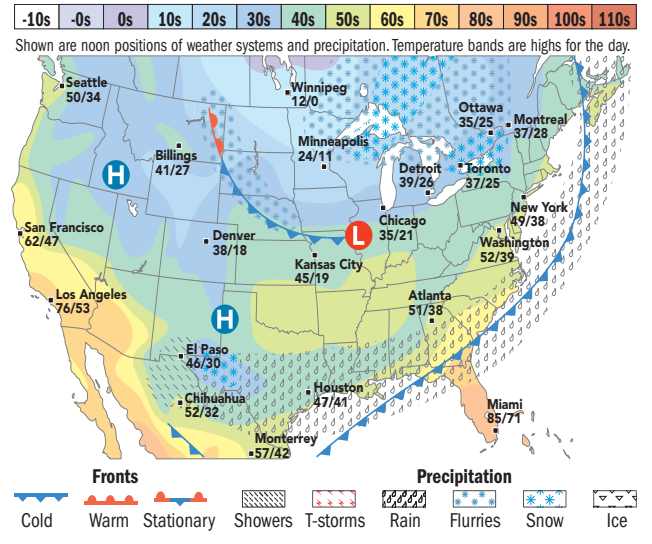 -10s -0s 0s 10s 20s 30s 40s 50s 60s 70s 80s 90s 100s 110s
Shown are noon positions of weather systems and precipitation. Temperature bands are highs for the day.
Seattle
50/34
Winnipeg
12/0
Ottawa
35/25
Montreal
37/28
Billings
41/27
Minneapolis
24/11
Detroit
39/26
Toronto
37/25
H
New York
49/38
San Francisco
62/47
Denver
38/18
L
Chicago
35/21
Washington
52/39
Kansas City
45/19
Los Angeles
76/53
H
Atlanta
51/38
El Paso
46/30
Chihuahua
52/32
Houston
47/41
Miami
85/71
Monterrey
57/42
Fronts
Precipitation
Cold Warm Stationary Showers T-storms Rain Flurries Snow Ice